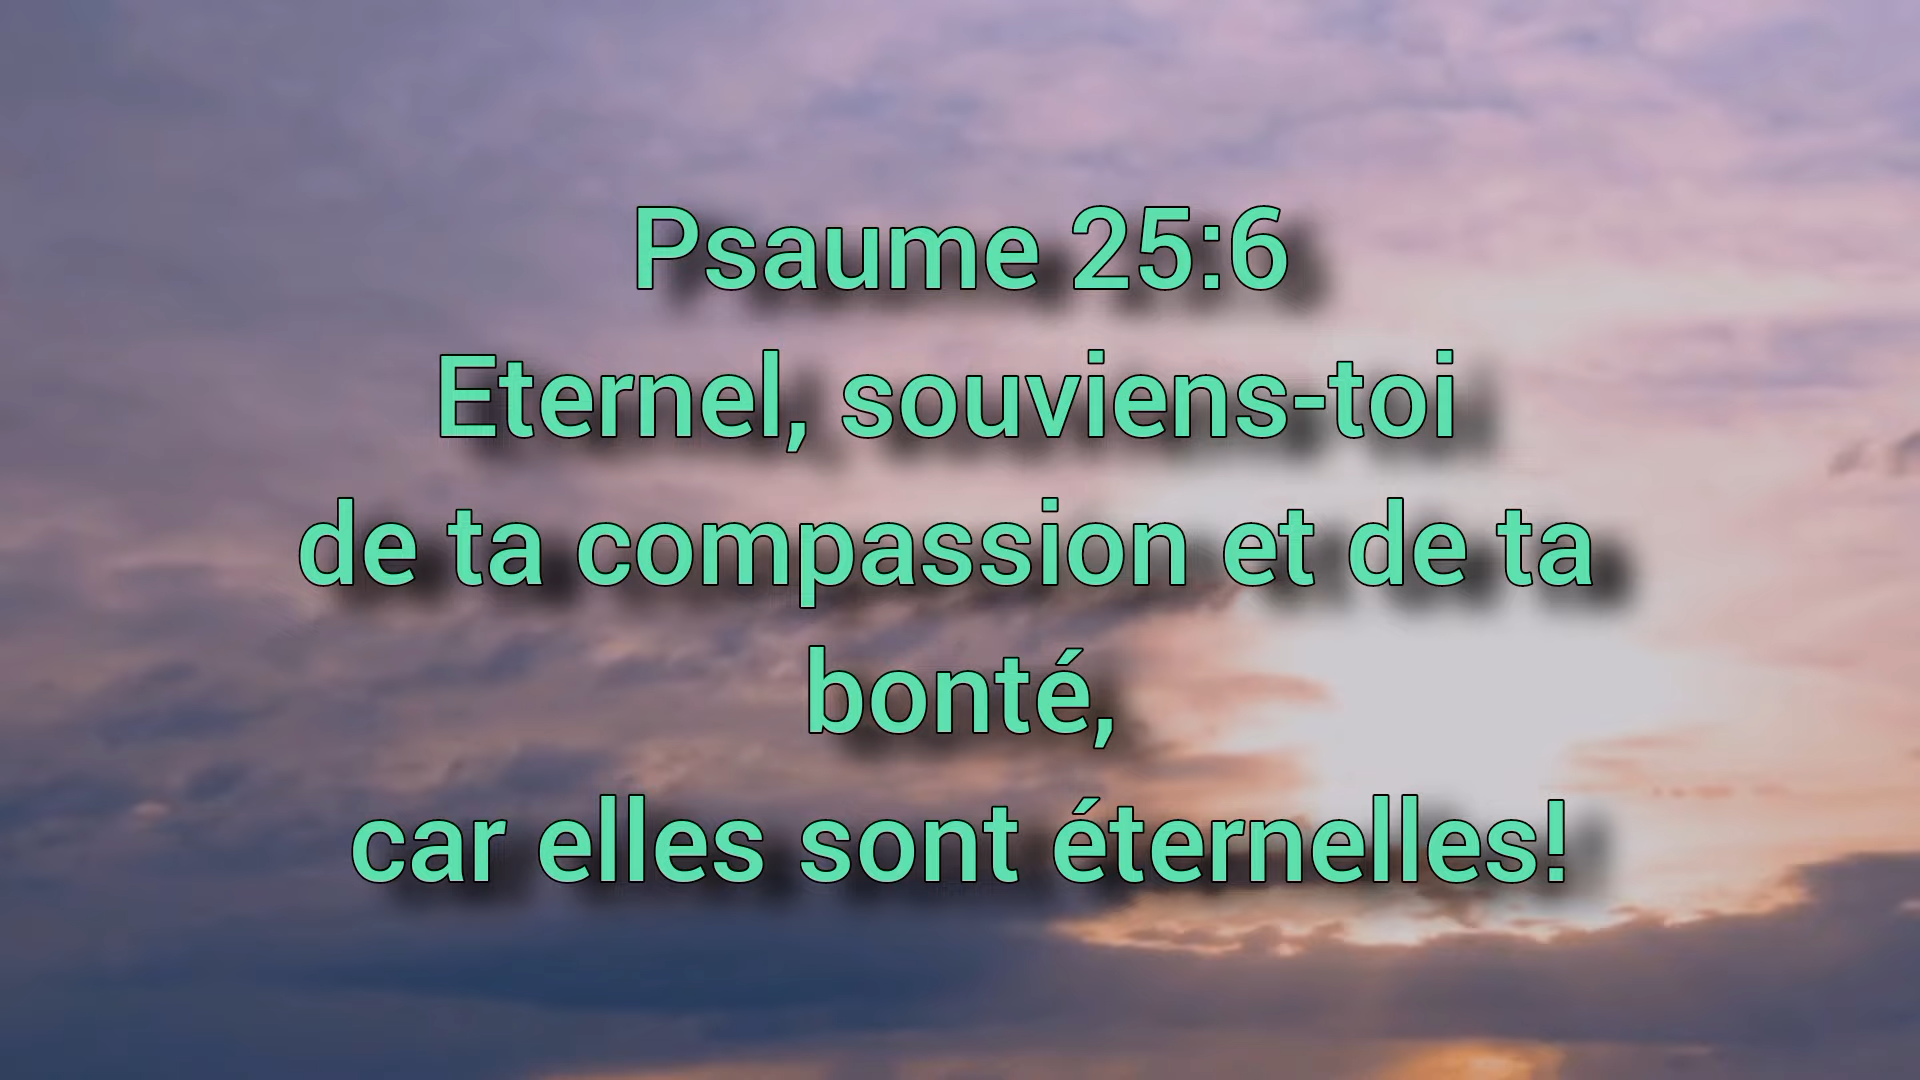 Psaume 25:6
Eternel, souviens-toi
de ta compassion et de ta
bonté,
car elles sont éternelles!